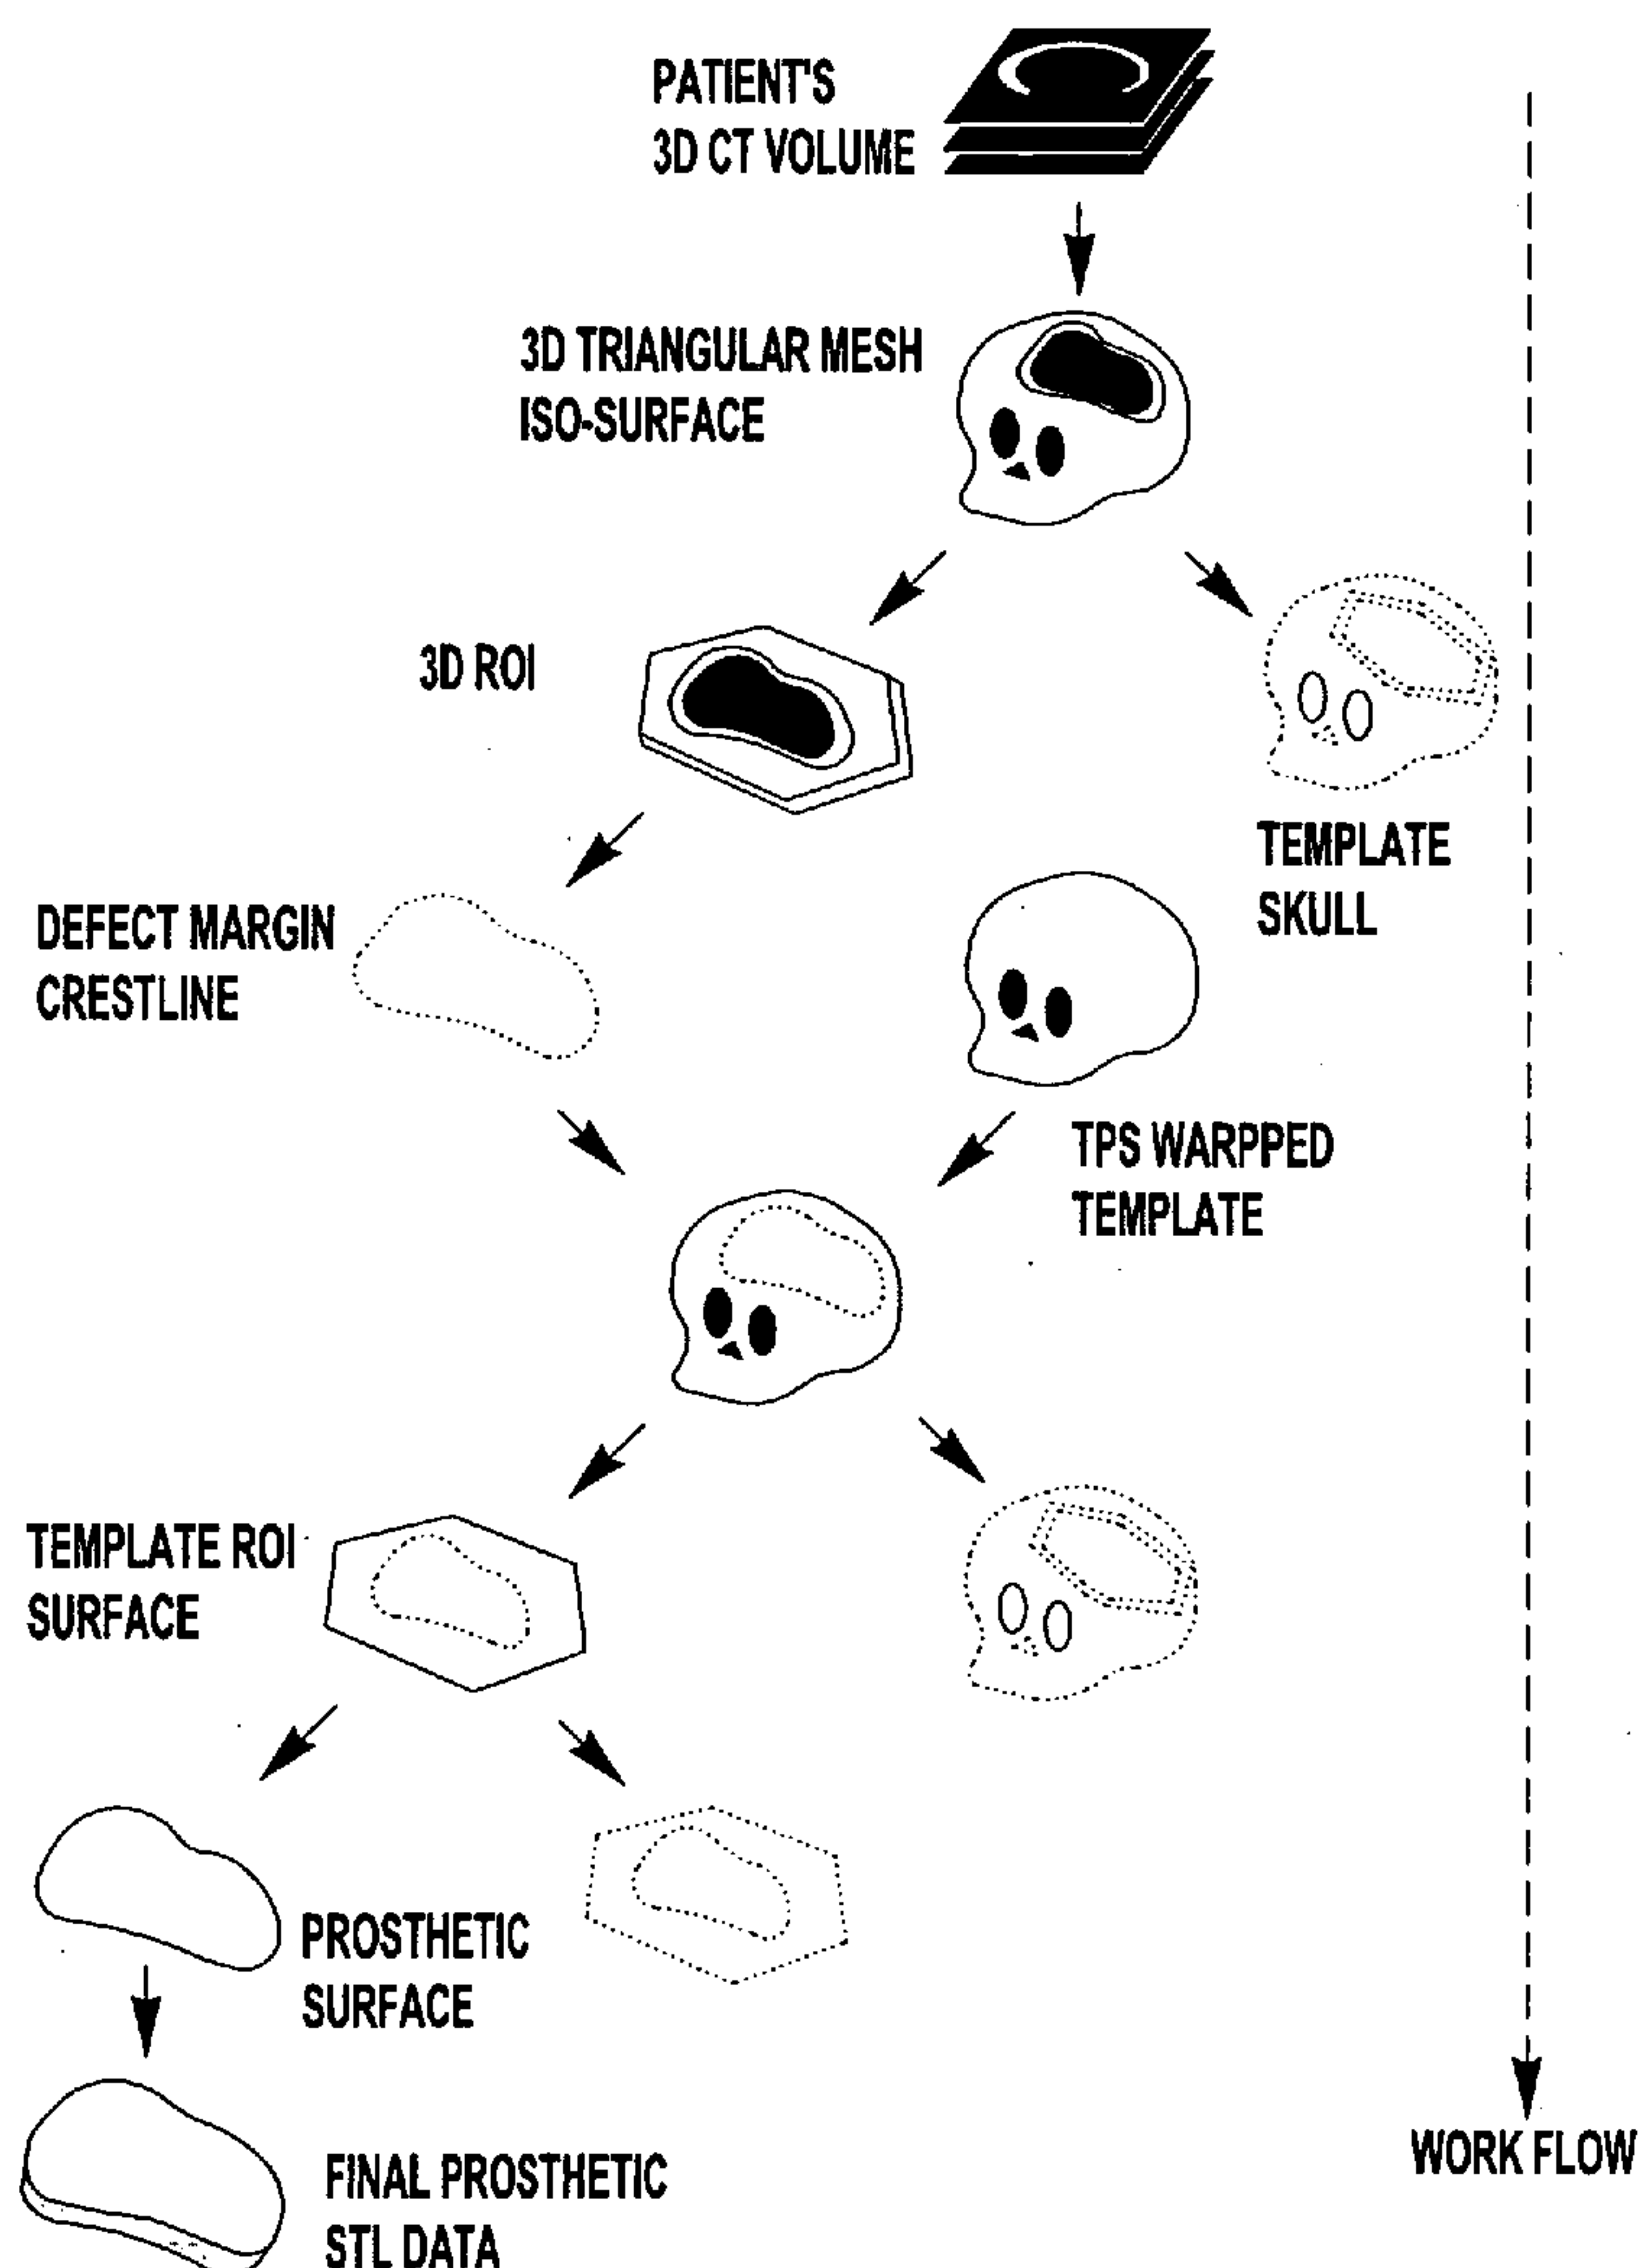 PATIENT'S
3D CT VOLUME
3D TRIANGULAR MESH
ISO-SURFACE
3D ROI
TEMPLATE
SKULL
DEFECT MARGIN
CRESTLINE
TPS WARPPED
TEMPLATE
TEMPLATE ROI
SURFACE
PROSTHETIC
SURFACE
WORK FLOW
FINAL PROSTHETIC
STL DATA